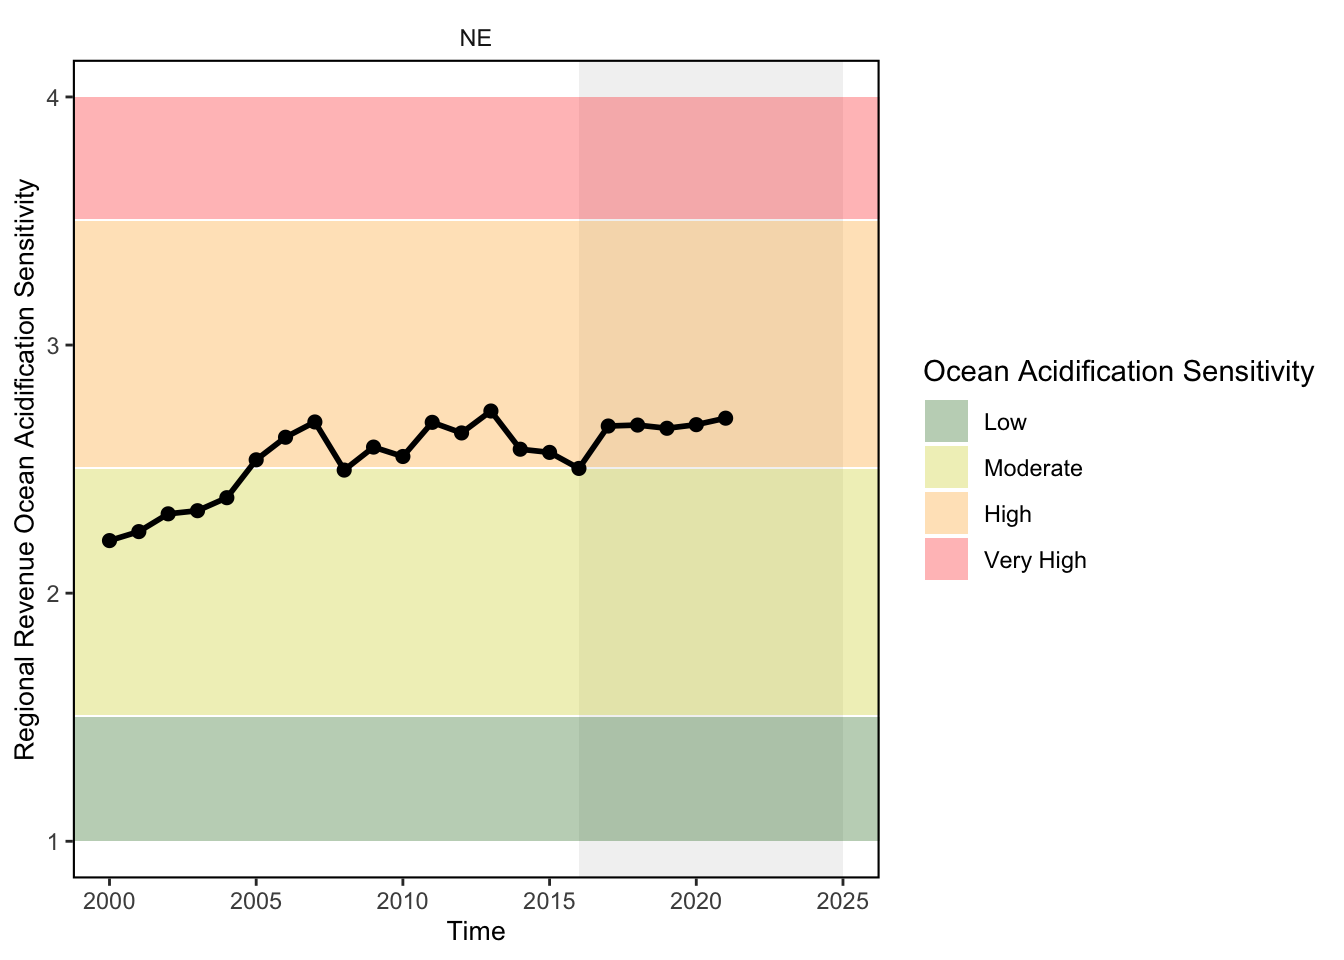 NE
Regional Revenue Ocean Acidification Sensitivity
4
3
2
1
2000 2005 2010 2015 2020 2025
Time
Ocean Acidification Sensitivity
Low
Moderate
High
Very High